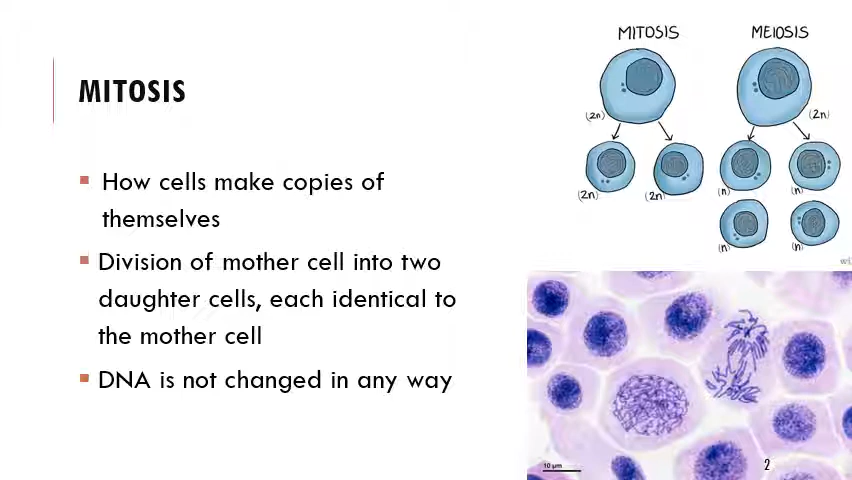 MITOSIS
How cells make copies of
themselves
Division of mother cell into two
daughter cells, each identical to
the mother cell
DNA is not changed in any way
MITOSIS MEIOSIS
(2n) (2n)
(2n) (2n) (n) (n)
(n) (n)
10 µm
2